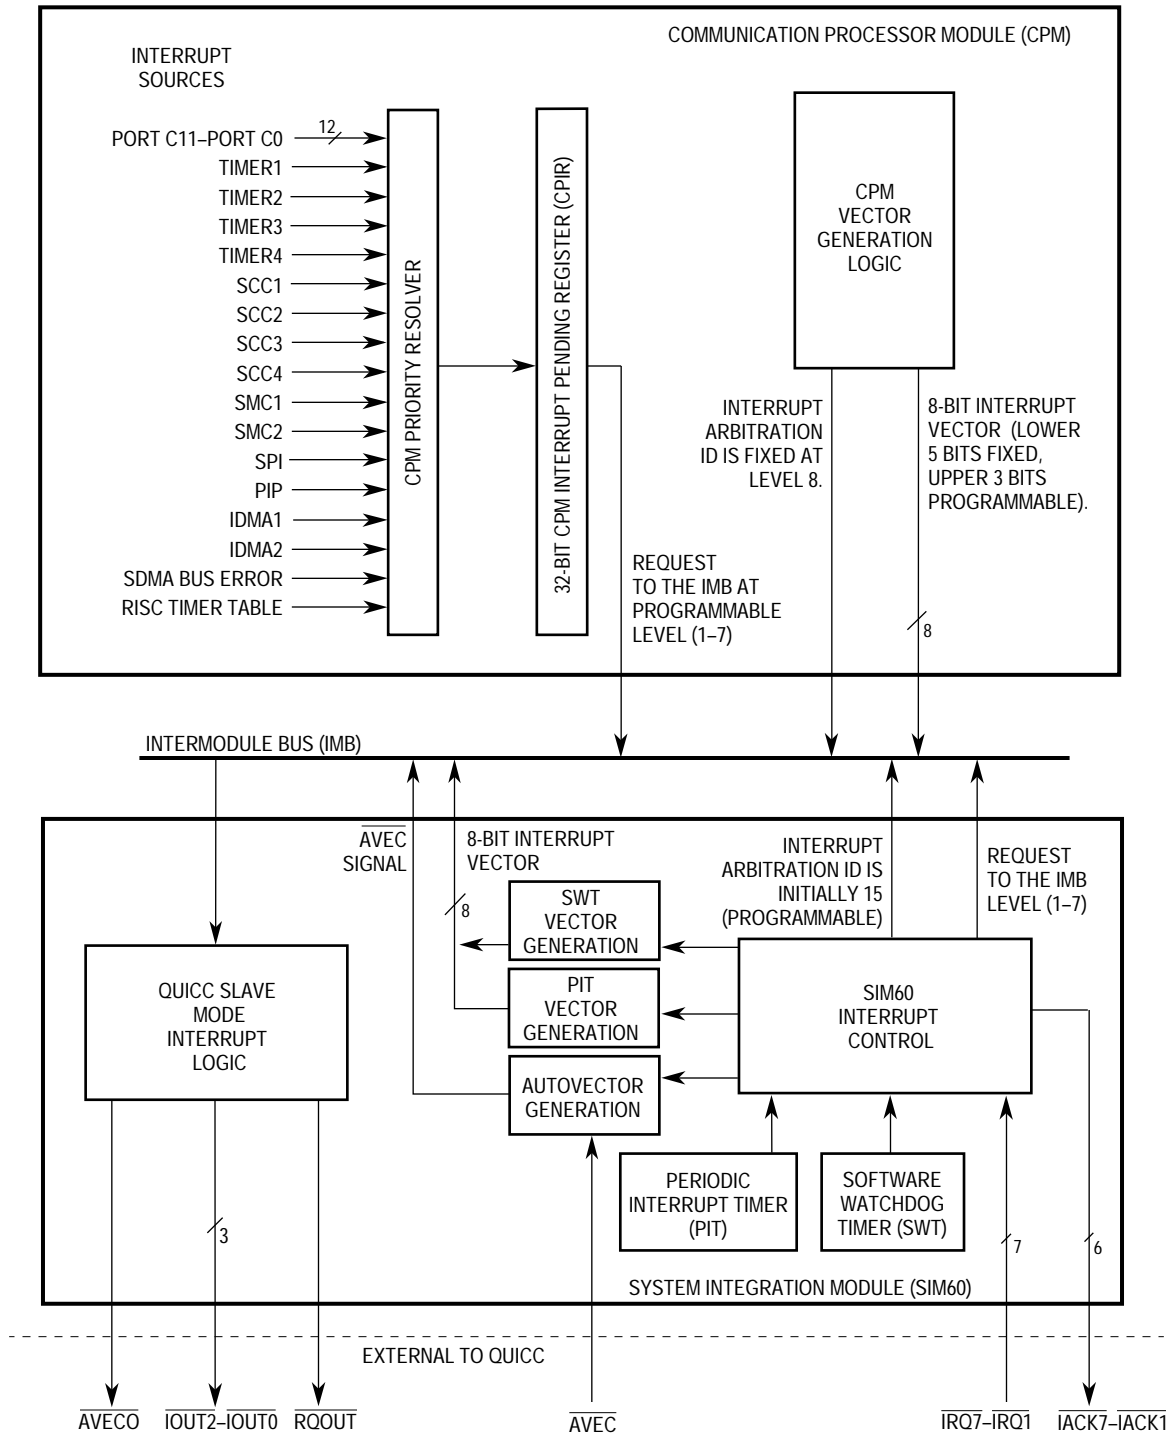 COMMUNICATION PROCESSOR MODULE (CPM)
INTERRUPT
SOURCES
PORT C11–PORT C0
12
TIMER1
TIMER2
TIMER3
TIMER4
SCC1
SCC2
SCC3
SCC4
SMC1
SMC2
SPI
PIP
IDMA1
IDMA2
SDMA BUS ERROR
RISC TIMER TABLE
CPM PRIORITY RESOLVER
32-BIT CPM INTERRUPT PENDING REGISTER (CPIR)
REQUEST
TO THE IMB AT
PROGRAMMABLE
LEVEL (1–7)
CPM
VECTOR
GENERATION
LOGIC
INTERRUPT
ARBITRATION
ID IS FIXED AT
LEVEL 8.
8-BIT INTERRUPT
VECTOR (LOWER
5 BITS FIXED,
UPPER 3 BITS
PROGRAMMABLE).
8
INTERMODULE BUS (IMB)
AVEC
SIGNAL
8-BIT INTERRUPT
VECTOR
8
INTERRUPT
ARBITRATION ID IS
INITIALLY 15
(PROGRAMMABLE)
REQUEST
TO THE IMB
LEVEL (1–7)
SWT
VECTOR
GENERATION
PIT
VECTOR
GENERATION
AUTOVECTOR
GENERATION
SIM60
INTERRUPT
CONTROL
QUICC SLAVE
MODE
INTERRUPT
LOGIC
PERIODIC
INTERRUPT TIMER
(PIT)
SOFTWARE
WATCHDOG
TIMER (SWT)
3
7
6
SYSTEM INTEGRATION MODULE (SIM60)
EXTERNAL TO QUICC
AVECO
IOUT2–IOUT0
RQOUT
AVEC
IRQ7–IRQ1
IACK7–IACK1